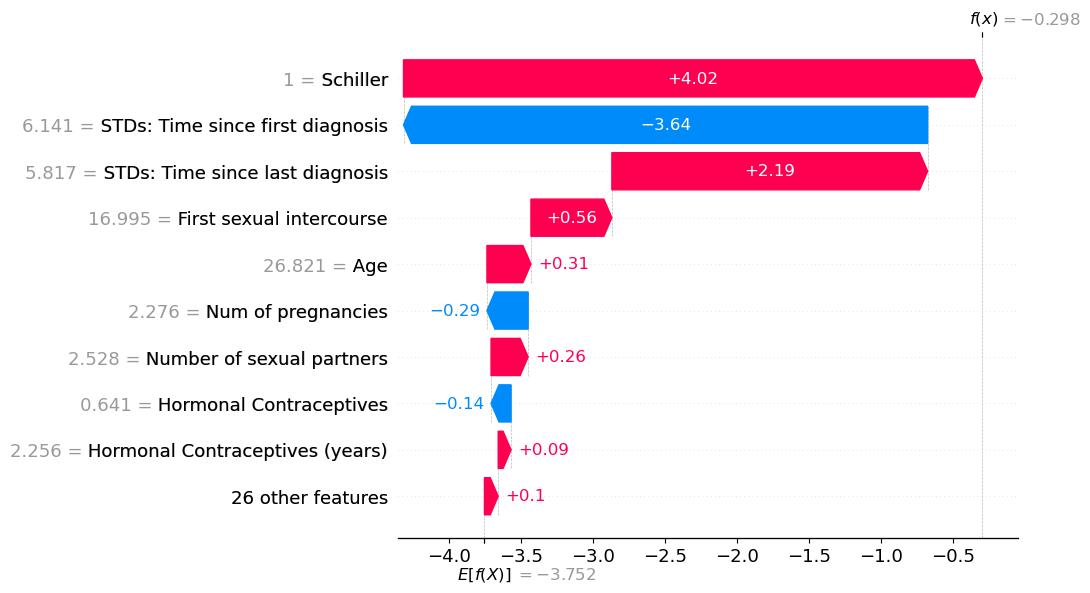 f(x) = −0.298
1 = Schiller
+4.02
6.141 = STDs: Time since first diagnosis
−3.64
5.817 = STDs: Time since last diagnosis
+2.19
16.995 = First sexual intercourse
+0.56
26.821 = Age
+0.31
2.276 = Num of pregnancies
−0.29
2.528 = Number of sexual partners
+0.26
0.641 = Hormonal Contraceptives
−0.14
2.256 = Hormonal Contraceptives (years)
+0.09
26 other features
+0.1
−4.0 −3.5 −3.0 −2.5 −2.0 −1.5 −1.0 −0.5
E[f(X)] = −3.752